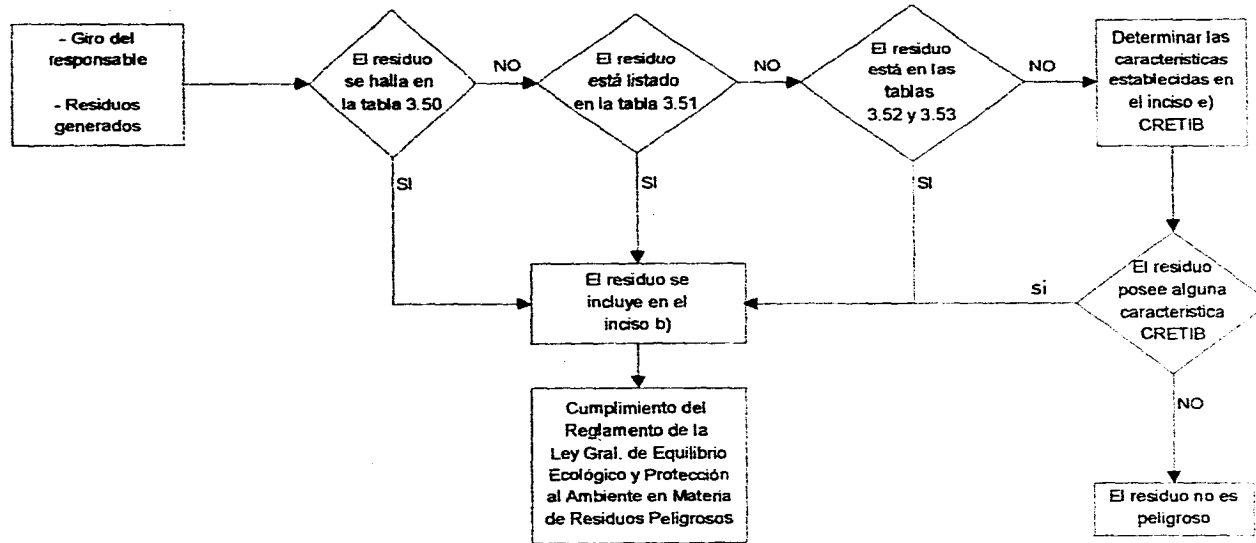 - Giro del
responsable
- Residuos
generados
El residuo
se halla en
la tabla 3.50
NO
El residuo
está listado
en la tabla 3.51
NO
El residuo
está en las
tablas
3.52 y 3.53
NO
Determinar las
características
establecidas en
el inciso e)
CRETIB
SI
SI
SI
El residuo se
incluye en el
inciso b)
si
El residuo
posee alguna
caracteristica
CRETIB
Cumplimiento del
Reglamento de la
Ley Gral. de Equilibrio
Ecológico y Protección
al Ambiente en Materia
de Residuos Peligrosos
NO
El residuo no es
peligroso